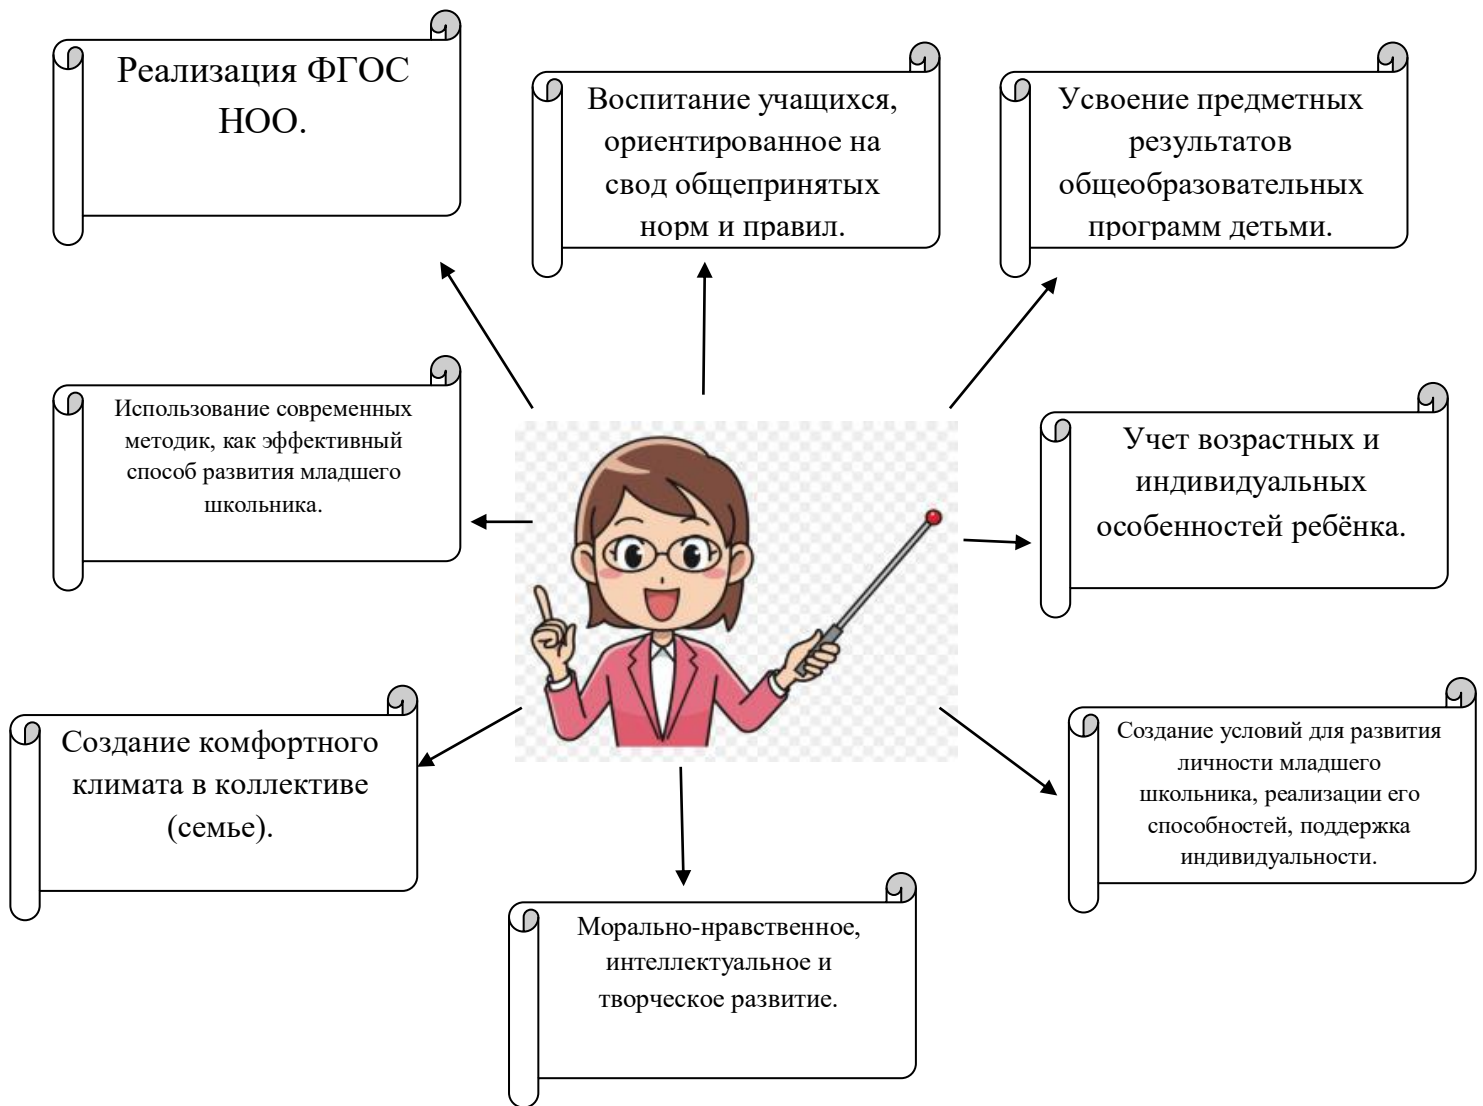 Реализация ФГОС
НОО.
Воспитание учащихся,
ориентированное на
свод общепринятых
норм и правил.
Усвоение предметных
результатов
общеобразовательных
программ детьми.
Использование современных
методик, как эффективный
способ развития младшего
школьника.
Учет возрастных и
индивидуальных
особенностей ребёнка.
Создание комфортного
климата в коллективе
(семье).
Создание условий для развития
личности младшего
школьника, реализации его
способностей, поддержка
индивидуальности.
Морально-нравственное,
интеллектуальное и
творческое развитие.